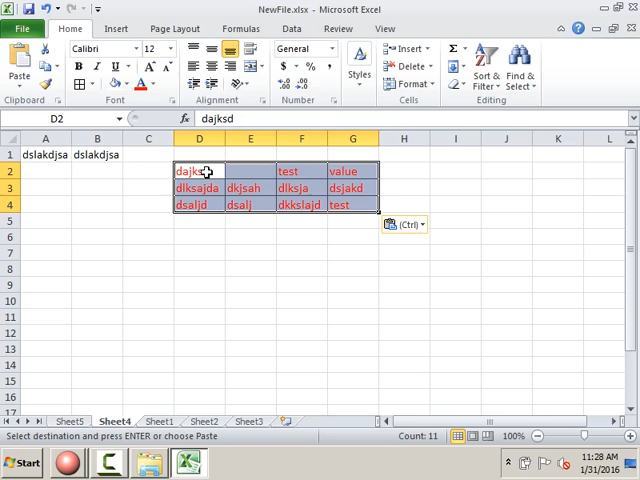 NewFile.xlsx - Microsoft Excel
File Home Insert Page Layout Formulas Data Review View
Paste Calibri 12 General Styles Insert Delete Format Sort & Filter Find & Select
Clipboard Font Alignment Number Cells Editing
D2 fx dajksd
A B C D E F G H I J K L
1 dslakdjsa dslakdjsa
2 dajks test value
3 dlksajda dkjsah dlksja dsjakd
4 dsaljd dsalj dkkslajd test
(Ctrl)
5
6
7
8
9
10
11
12
13
14
15
16
17
Sheet5 Sheet4 Sheet1 Sheet2 Sheet3
Select destination and press ENTER or choose Paste Count: 11 100%
Start 11:28 AM
1/31/2016